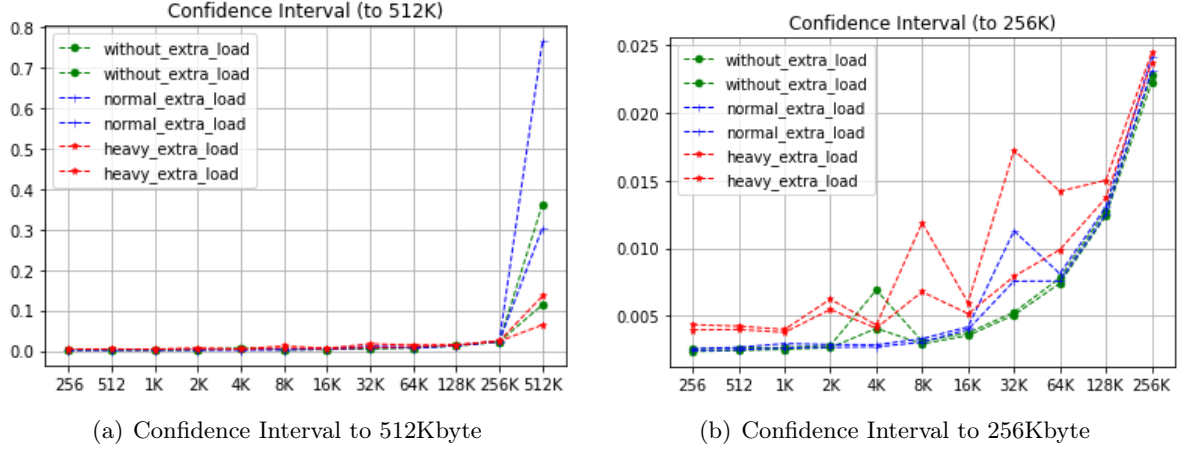 Confidence Interval (to 512K)
0.8
0.7
0.6
0.5
0.4
0.3
0.2
0.1
0.0
without_extra_load
without_extra_load
normal_extra_load
normal_extra_load
heavy_extra_load
heavy_extra_load
256 512 1K 2K 4K 8K 16K 32K 64K 128K 256K 512K
(a) Confidence Interval to 512Kbyte
Confidence Interval (to 256K)
0.025
0.020
0.015
0.010
0.005
without_extra_load
without_extra_load
normal_extra_load
normal_extra_load
heavy_extra_load
heavy_extra_load
256 512 1K 2K 4K 8K 16K 32K 64K 128K 256K
(b) Confidence Interval to 256Kbyte